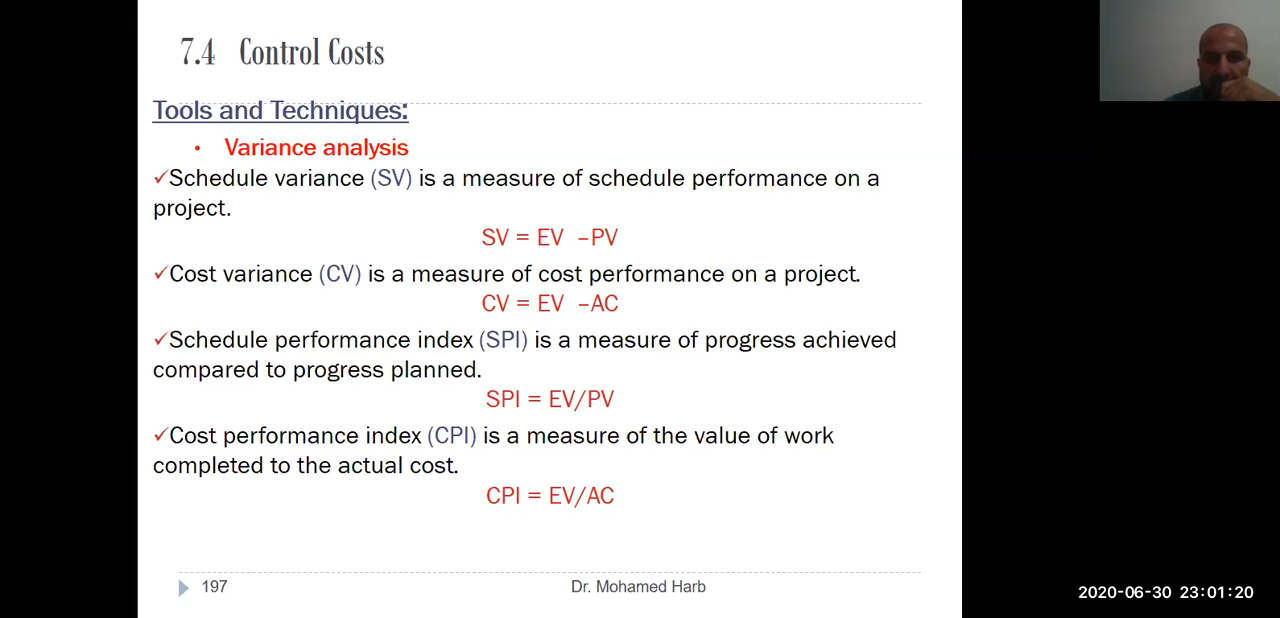 7.4 Control Costs
Tools and Techniques:
• Variance analysis
✓Schedule variance (SV) is a measure of schedule performance on a
project.
SV = EV –PV
✓Cost variance (CV) is a measure of cost performance on a project.
CV = EV –AC
✓Schedule performance index (SPI) is a measure of progress achieved
compared to progress planned.
SPI = EV/PV
✓Cost performance index (CPI) is a measure of the value of work
completed to the actual cost.
CPI = EV/AC
197
Dr. Mohamed Harb
2020-06-30 23:01:20